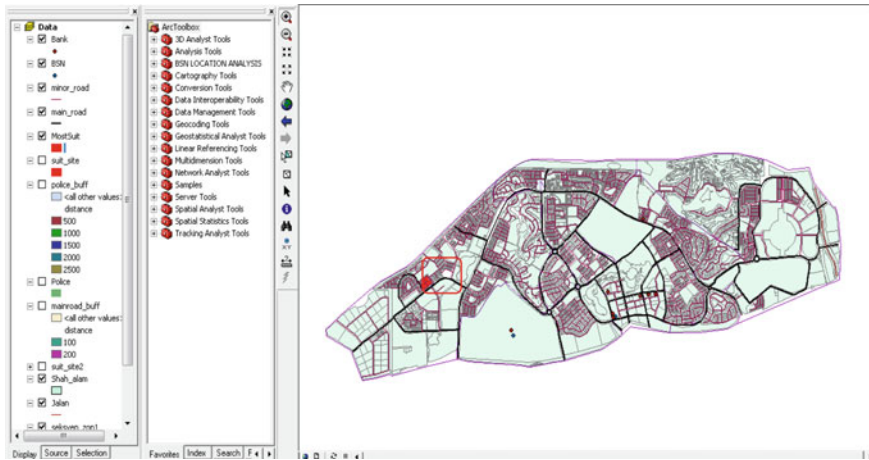 Data
Bank
BSN
minor_road
main_road
MostSuit
suit_site
police_buff
<all other values>
distance
500
1000
1500
2000
2500
Police
mainroad_buff
<all other values>
distance
100
200
suit_site2
Shah_alam
Jalan
seksyen_zon1
Display Source Selection
ArcToolbox
3D Analyst Tools
Analysis Tools
BSN LOCATION ANALYSIS
Cartography Tools
Conversion Tools
Data Interoperability Tools
Data Management Tools
Geocoding Tools
Geostatistical Analyst Tools
Linear Referencing Tools
Multidimension Tools
Network Analyst Tools
Samples
Server Tools
Spatial Analyst Tools
Spatial Statistics Tools
Tracking Analyst Tools
Favorites Index Search F
XY